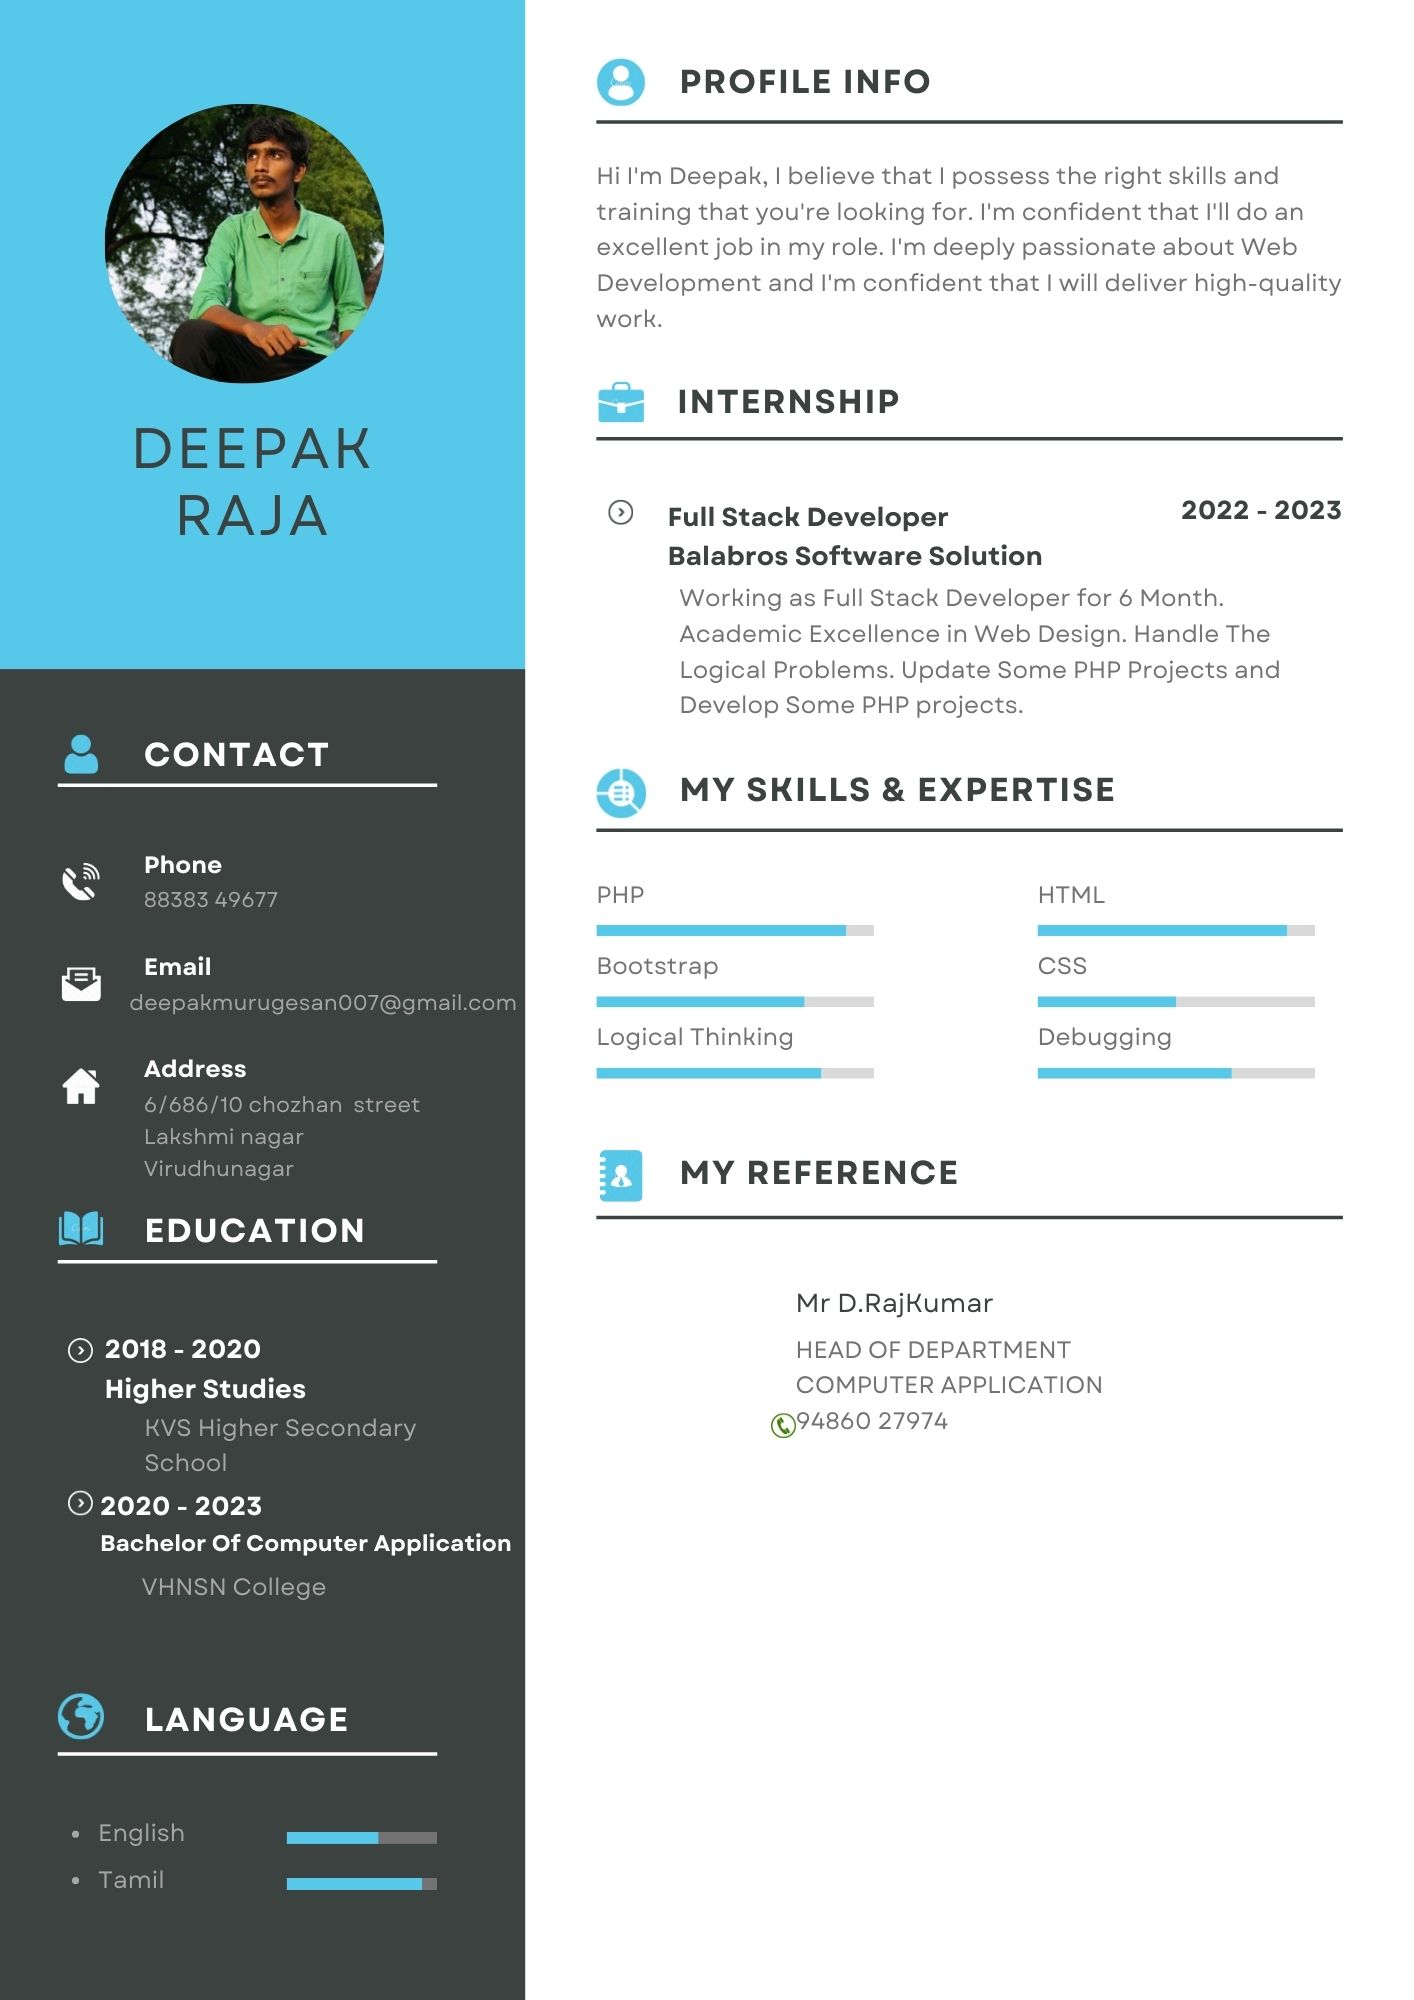 DEEPAK
RAJA
CONTACT
Phone
88383 49677
Email
deepakmurugesan007@gmail.com
Address
6/686/10 chozhan  street
Lakshmi nagar
Virudhunagar
EDUCATION
2018 - 2020
Higher Studies
KVS Higher Secondary
School
2020 - 2023
Bachelor Of Computer Application
VHNSN College
LANGUAGE
• English
• Tamil
PROFILE INFO
Hi I'm Deepak, I believe that I possess the right skills and
training that you're looking for. I'm confident that I'll do an
excellent job in my role. I'm deeply passionate about Web
Development and I'm confident that I will deliver high-quality
work.
INTERNSHIP
Full Stack Developer
2022 - 2023
Balabros Software Solution
Working as Full Stack Developer for 6 Month.
Academic Excellence in Web Design. Handle The
Logical Problems. Update Some PHP Projects and
Develop Some PHP projects.
MY SKILLS & EXPERTISE
PHP
HTML
Bootstrap
CSS
Logical Thinking
Debugging
MY REFERENCE
Mr D.RajKumar
HEAD OF DEPARTMENT
COMPUTER APPLICATION
94860 27974